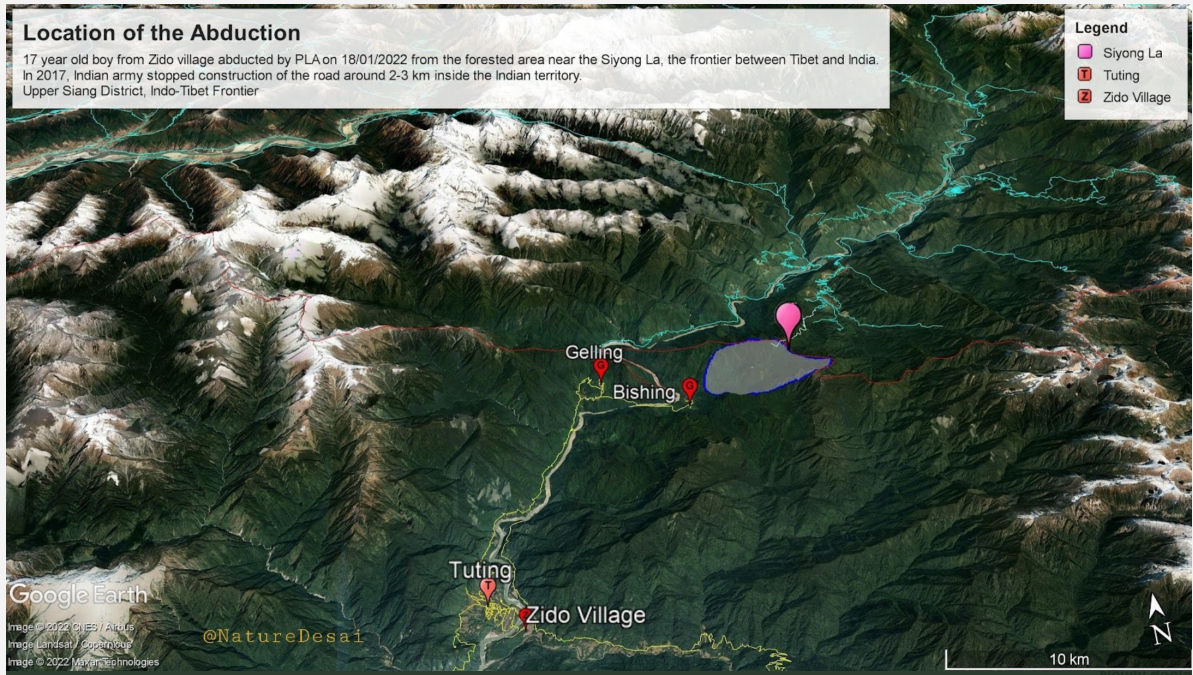 Location of the Abduction
17 year old boy from Zido village abducted by PLA on 18/01/2022 from the forested area near the Siyong La, the frontier between Tibet and India.
In 2017, Indian army stopped construction of the road around 2-3 km inside the Indian territory.
Upper Siang District, Indo-Tibet Frontier
Legend
Siyong La
T Tuting
Z Zido Village
Gelling
G
Bishing
G
Tuting
T
Zido Village
Google Earth
Image © 2022 CNES / Airbus
Image Landsat / Copernicus
Image © 2022 Maxar Technologies
@NatureDesai
N
10 km